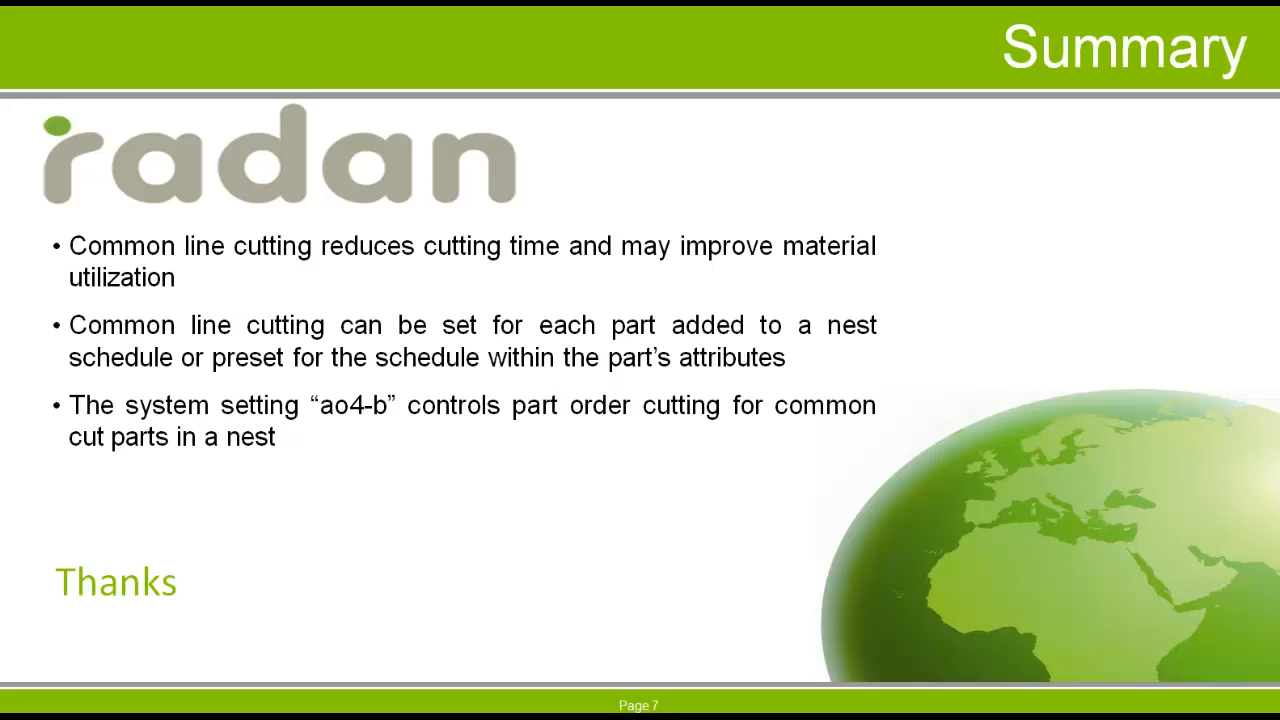 Summary
radan
• Common line cutting reduces cutting time and may improve material
utilization
• Common line cutting can be set for each part added to a nest
schedule or preset for the schedule within the part's attributes
• The system setting “ao4-b” controls part order cutting for common
cut parts in a nest
Thanks
Page 7